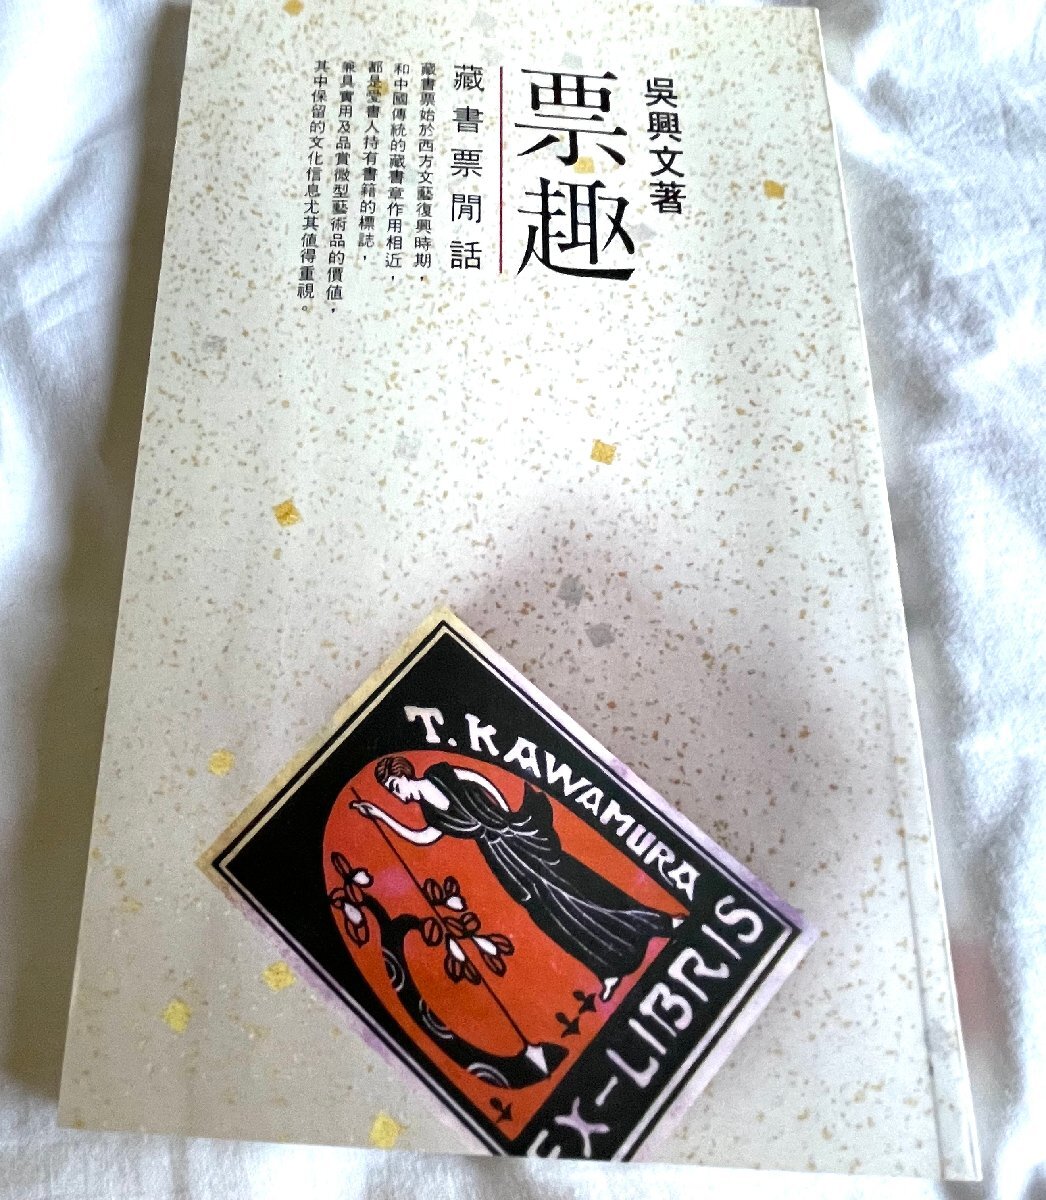 吳興文著
票趣
藏書票閒話
藏書票始於西方文藝復興時期，
和中國傳統的藏書章作用相近，
都是愛書人持有書籍的標誌，
兼具實用及品賞微型藝術品的價值，
其中保留的文化信息尤其值得重視。
T. KAWAMURA
EX-LIBRIS